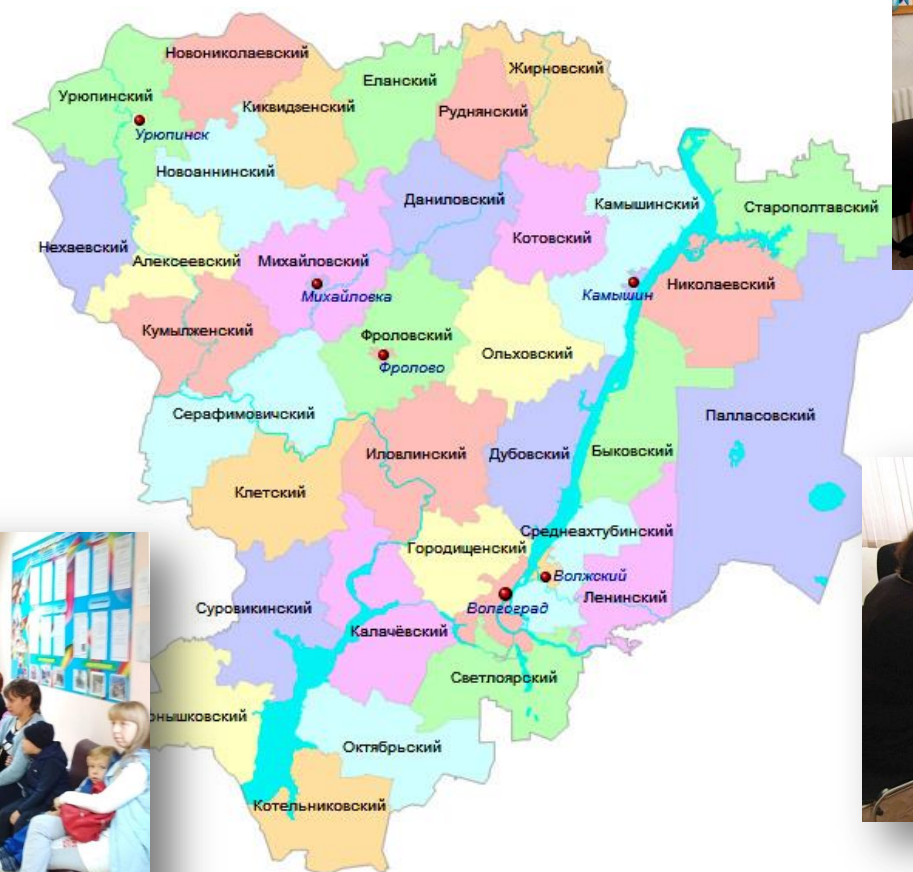 Новониколаевский
Жирновский
Еланский
Урюпинский
Киквидзенский
Руднянский
Урюпинск
Новоаннинский
Даниловский
Камышинский
Старополтавский
Котовский
Нехаевский
Алексеевский
Михайловский
Николаевский
Михайловка
Камышин
Кумылженский
Фроловский
Ольховский
Фролово
Серафимовичский
Палласовский
Иловлинский
Дубовский
Быковский
Клетский
Среднеахтубинский
Городищенский
Волжский
Ленинский
Суровикинский
Волгоград
Калачёвский
Светлоярский
нышковский
Октябрьский
Котельниковский